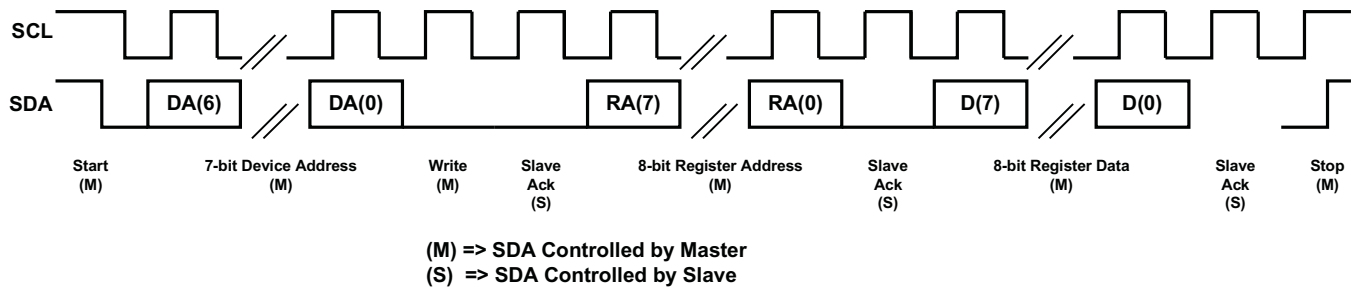 SCL
SDA
DA(6)
DA(0)
RA(7)
RA(0)
D(7)
D(0)
Start
(M)
7-bit Device Address
(M)
Write
(M)
Slave
Ack
(S)
8-bit Register Address
(M)
Slave
Ack
(S)
8-bit Register Data
(M)
Slave
Ack
(S)
Stop
(M)
(M) => SDA Controlled by Master
(S) => SDA Controlled by Slave